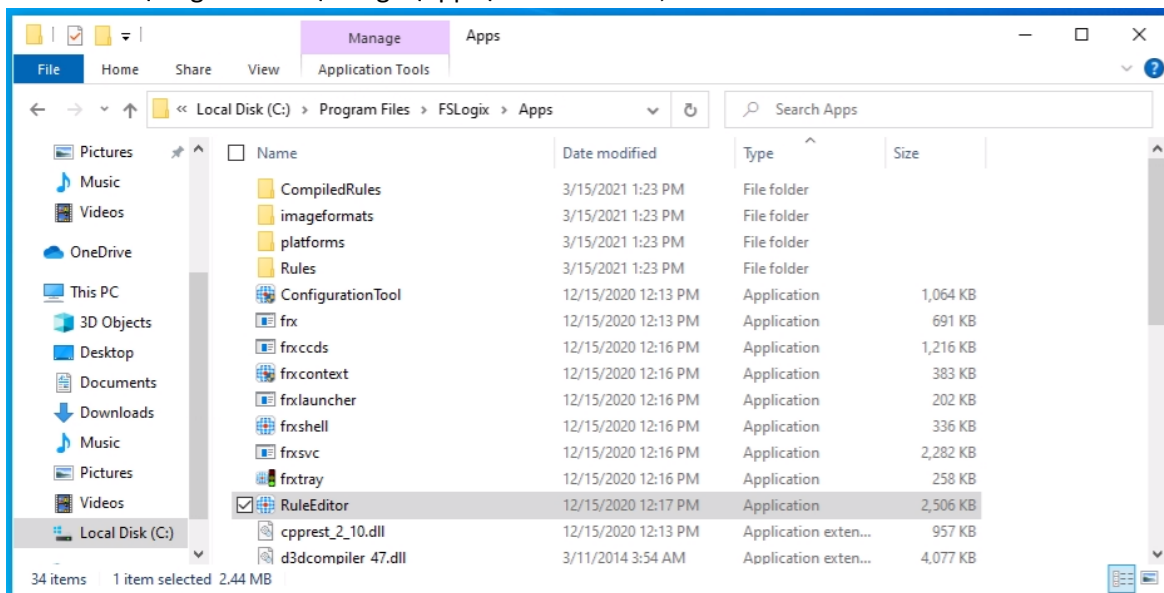 Manage Apps
File Home Share View Application Tools
« Local Disk (C:) > Program Files > FSLogix > Apps Search Apps
Name Date modified Type Size
Pictures
Music
Videos
OneDrive
This PC
3D Objects
Desktop
Documents
Downloads
Music
Pictures
Videos
Local Disk (C:)
CompiledRules 3/15/2021 1:23 PM File folder
imageformats 3/15/2021 1:23 PM File folder
platforms 3/15/2021 1:23 PM File folder
Rules 3/15/2021 1:23 PM File folder
ConfigurationTool 12/15/2020 12:13 PM Application 1,064 KB
frx 12/15/2020 12:13 PM Application 691 KB
frxccds 12/15/2020 12:16 PM Application 1,216 KB
frxcontext 12/15/2020 12:16 PM Application 383 KB
frxlauncher 12/15/2020 12:16 PM Application 202 KB
frxshell 12/15/2020 12:16 PM Application 336 KB
frxsvc 12/15/2020 12:16 PM Application 2,282 KB
frxtray 12/15/2020 12:16 PM Application 258 KB
RuleEditor 12/15/2020 12:17 PM Application 2,506 KB
cpprest_2_10.dll 12/15/2020 12:13 PM Application exten... 957 KB
d3dcompiler_47.dll 3/11/2014 3:54 AM Application exten... 4,077 KB
34 items 1 item selected 2.44 MB